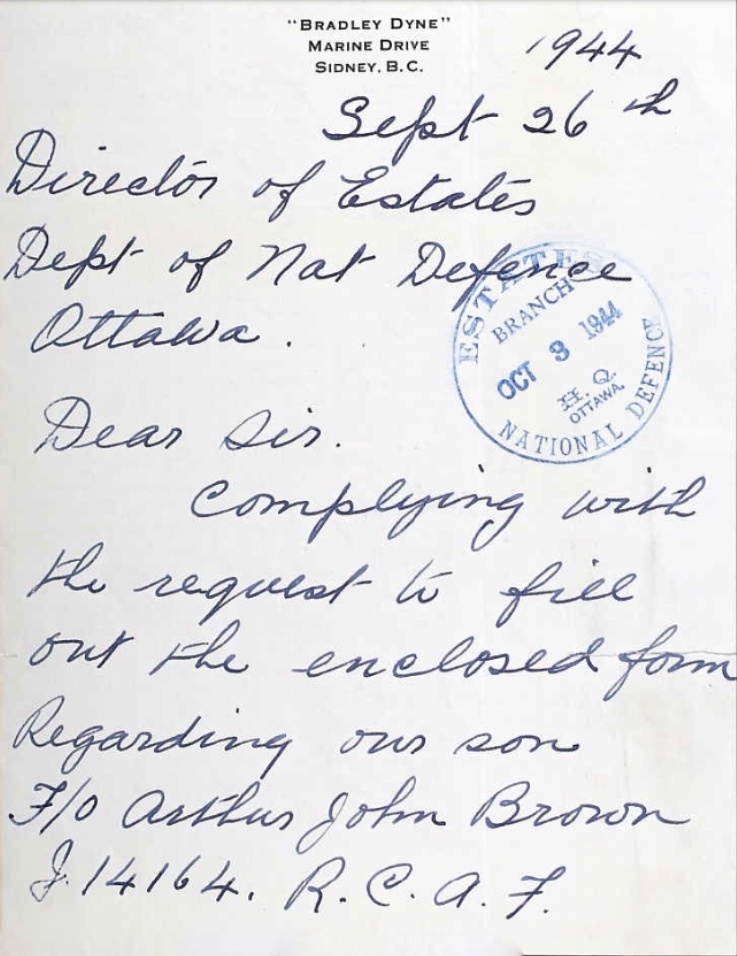 "BRADLEY DYNE"
MARINE DRIVE
SIDNEY, B.C.
1944
Sept 26th
Director of Estates
Dept of Nat Defence
Ottawa.
ESTATES
BRANCH
OCT 3 1944
H. Q.
OTTAWA.
NATIONAL DEFENCE
Dear Sir.
Complying with
the request to fill
out the enclosed form
Regarding our son
F/O Arthur John Brown
J.14164. R.C.A.F.